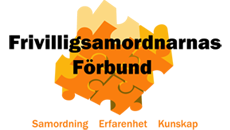 Frivilligsamordnarnas
Förbund
Samordning Erfarenhet Kunskap